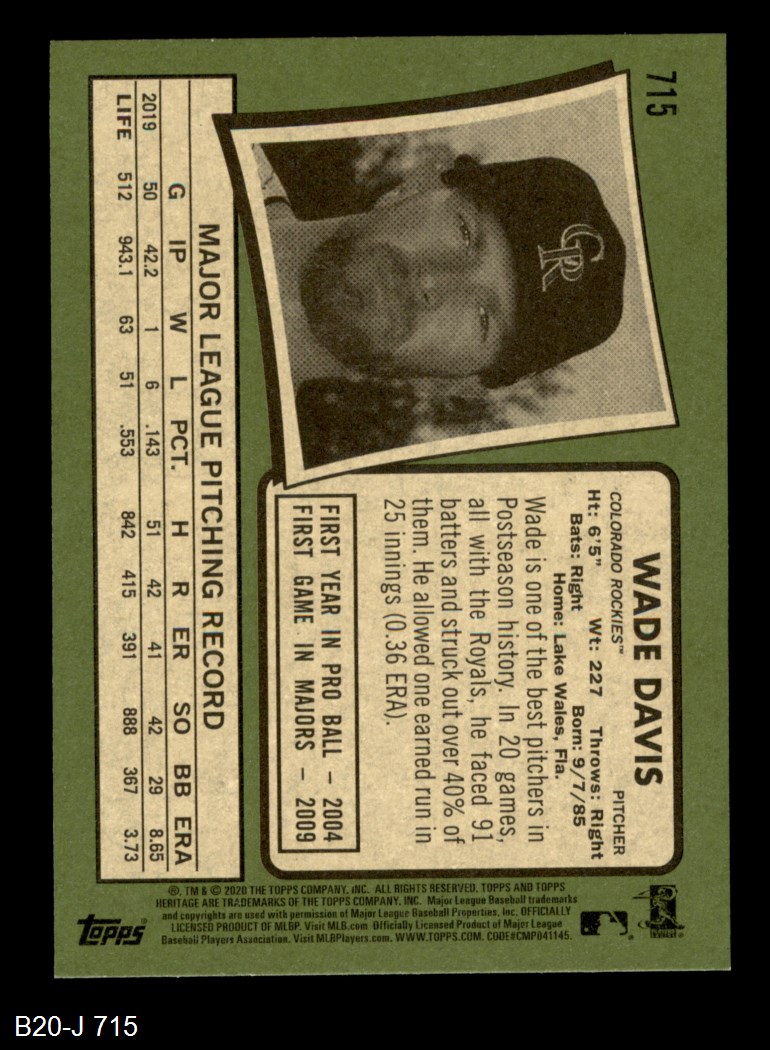 715
WADE DAVIS
COLORADO ROCKIES™ PITCHER
Ht: 6'5" Wt: 227 Throws: Right
Bats: Right Born: 9/7/85
Home: Lake Wales, Fla.
Wade is one of the best pitchers in
Postseason history. In 20 games,
all with the Royals, he faced 91
batters and struck out over 40% of
them. He allowed one earned run in
25 innings (0.36 ERA).
FIRST YEAR IN PRO BALL – 2004
FIRST GAME IN MAJORS – 2009
CR
MAJOR LEAGUE PITCHING RECORD
G IP W L PCT. H R ER SO BB ERA
2019 50 42.2 1 6 .143 51 42 41 42 29 8.65
LIFE 512 943.1 63 51 .553 842 415 391 888 367 3.73
®, TM & © 2020 THE TOPPS COMPANY, INC. ALL RIGHTS RESERVED. TOPPS AND TOPPS
HERITAGE ARE TRADEMARKS OF THE TOPPS COMPANY, INC. Major League Baseball trademarks
and copyrights are used with permission of Major League Baseball Properties, Inc. OFFICIALLY
LICENSED PRODUCT OF MLBP. Visit MLB.com Officially Licensed Product of Major League
Baseball Players Association. Visit MLBPlayers.com. WWW.TOPPS.COM. CODE#CMP041145.
Topps®
B20-J 715